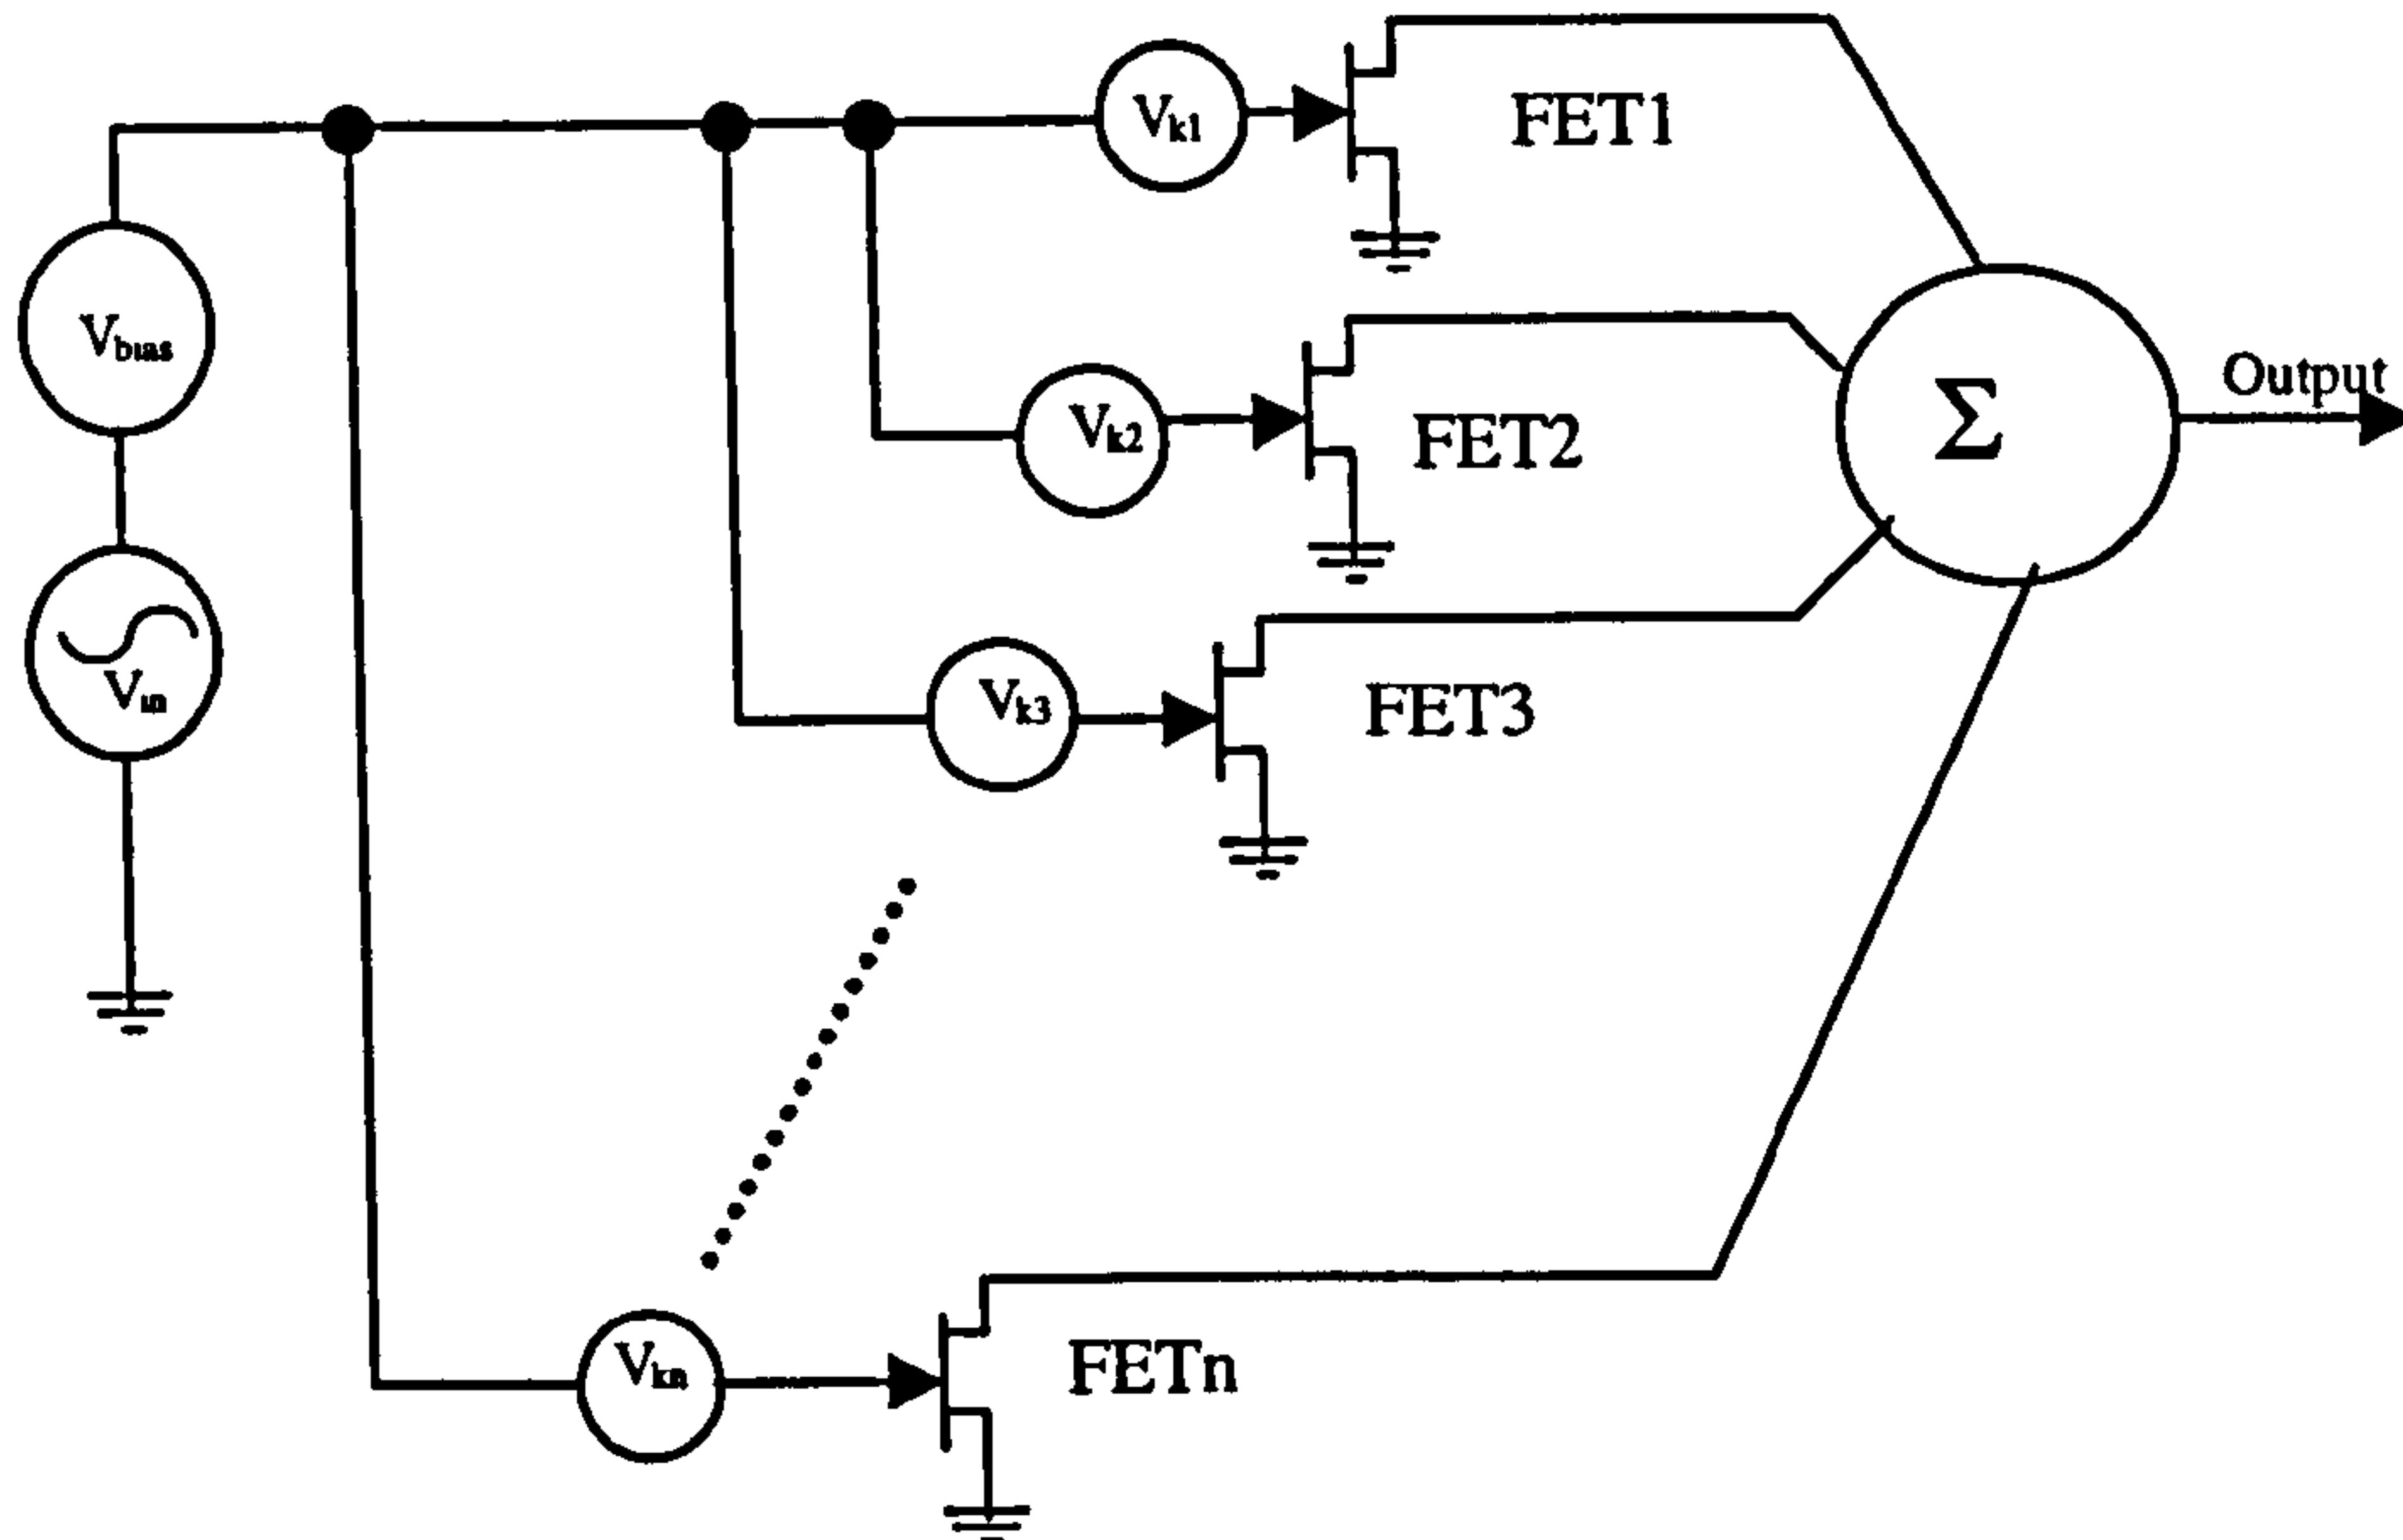 Vk1
FET1
Vbias
Output
Σ
Vk2
FET2
Vin
Vk3
FET3
Vkn
FETn